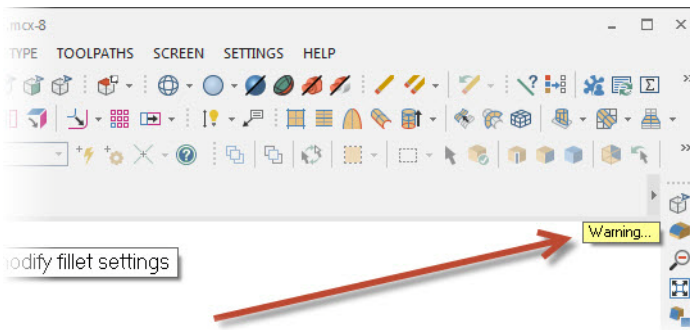 .mcx-8
TYPE TOOLPATHS SCREEN SETTINGS HELP
Warning...
odify fillet settings